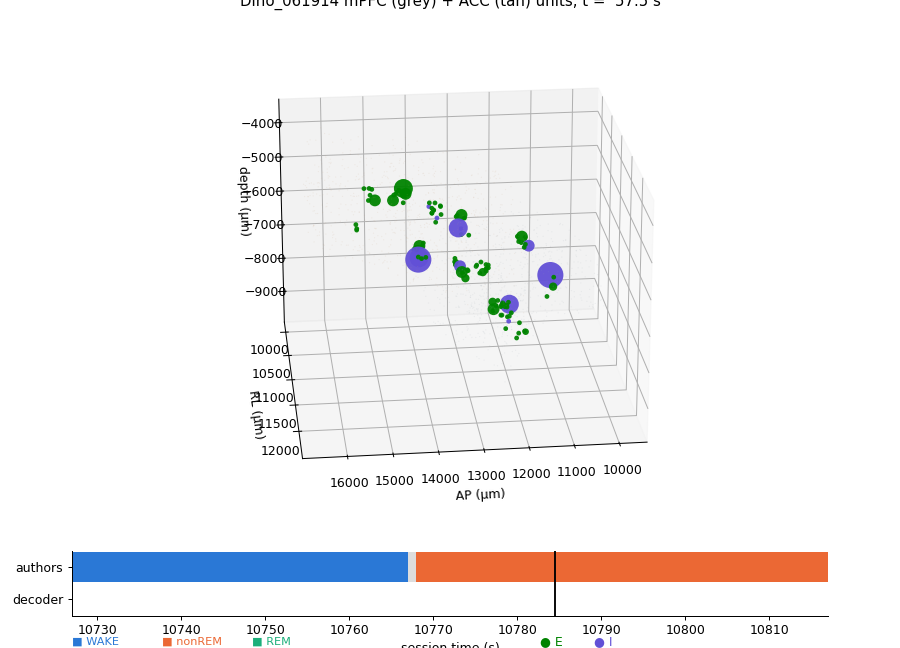 Dino_061914 mPFC (grey) + ACC (tan) units, t = 57.5 s
−4000
−5000
−6000
−7000
−8000
−9000
depth (μm)
10000
10500
11000
11500
12000
(μm)
16000 15000 14000 13000 12000 11000 10000
AP (μm)
authors
decoder
10730 10740 10750 10760 10770 10780 10790 10800 10810
WAKE nonREM REM E I
session time (s)